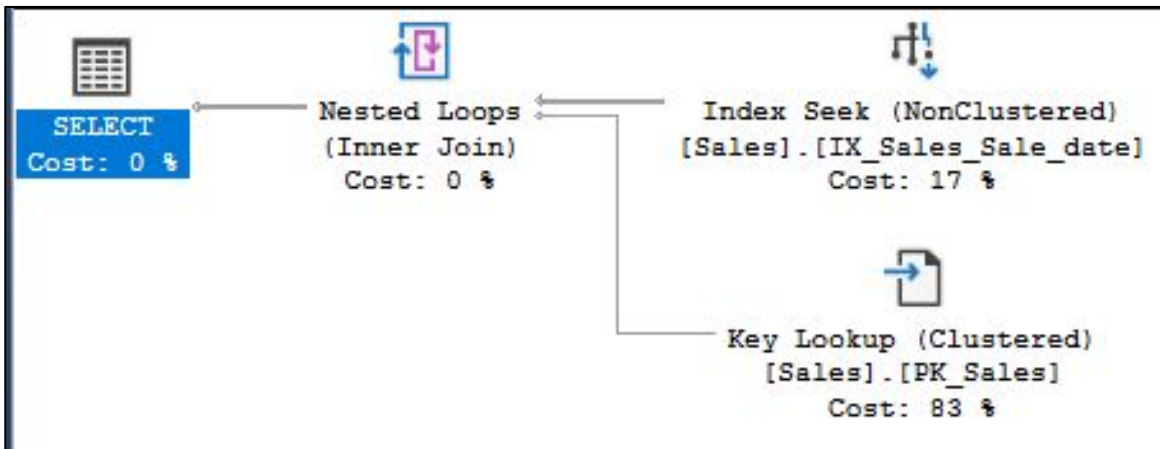 SELECT
Cost: 0 %
Nested Loops
(Inner Join)
Cost: 0 %
Index Seek (NonClustered)
[Sales].[IX_Sales_Sale_date]
Cost: 17 %
Key Lookup (Clustered)
[Sales].[PK_Sales]
Cost: 83 %